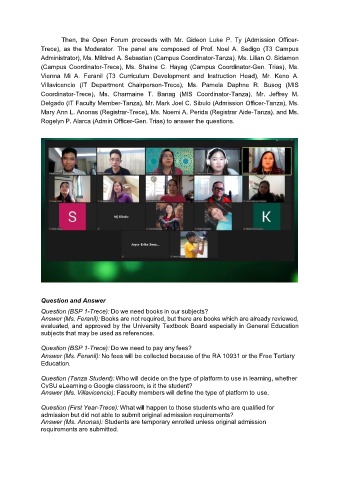 Then, the Open Forum proceeds with Mr. Gideon Luke P. Ty (Admission Officer-
Trece), as the Moderator. The panel are composed of Prof. Noel A. Sedigo (T3 Campus
Administrator), Ms. Mildred A. Sebastian (Campus Coordinator-Tanza), Ms. Lilian O. Sidamon
(Campus Coordinator-Trece), Ms. Shaine C. Hayag (Campus Coordinator-Gen. Trias), Ms.
Vienna Mi A. Feranil (T3 Curriculum Development and Instruction Head), Mr. Keno A.
Villavicencio (IT Department Chairperson-Trece), Ms. Pamela Daphne R. Busog (MIS
Coordinator-Trece), Ms. Charmaine T. Banag (MIS Coordinator-Tanza), Mr. Jeffrey M.
Delgado (IT Faculty Member-Tanza), Mr. Mark Joel C. Sibulo (Admission Officer-Tanza), Ms.
Mary Ann L. Anonas (Registrar-Trece), Ms. Noemi A. Perida (Registrar Aide-Tanza), and Ms.
Rogelyn P. Alarca (Admin Officer-Gen. Trias) to answer the questions.
S
K
Question and Answer
Question (BSP 1-Trece): Do we need books in our subjects?
Answer (Ms. Feranil): Books are not required, but there are books which are already reviewed,
evaluated, and approved by the University Textbook Board especially in General Education
subjects that may be used as references.
Question (BSP 1-Trece): Do we need to pay any fees?
Answer (Ms. Feranil): No fees will be collected because of the RA 10931 or the Free Tertiary
Education.
Question (Tanza Student): Who will decide on the type of platform to use in learning, whether
CvSU eLearning o Google classroom, is it the student?
Answer (Ms. Villavicencio): Faculty members will define the type of platform to use.
Question (First Year-Trece): What will happen to those students who are qualified for
admission but did not able to submit original admission requirements?
Answer (Ms. Anonas): Students are temporary enrolled unless original admission
requirements are submitted.